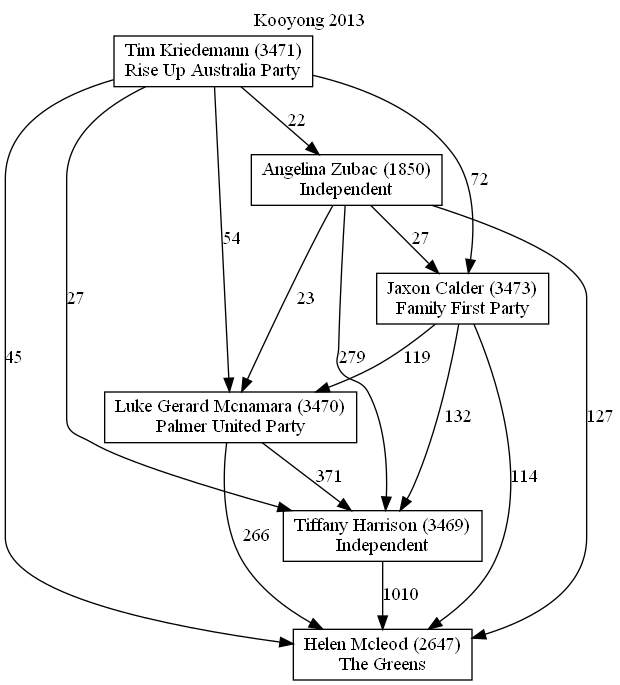 Kooyong 2013
Tim Kriedemann (3471)
Rise Up Australia Party
22
Angelina Zubac (1850)
Independent
72
54
27
Jaxon Calder (3473)
Family First Party
27
23
45
279
119
Luke Gerard Mcnamara (3470)
Palmer United Party
132
127
371
114
Tiffany Harrison (3469)
Independent
266
1010
Helen Mcleod (2647)
The Greens